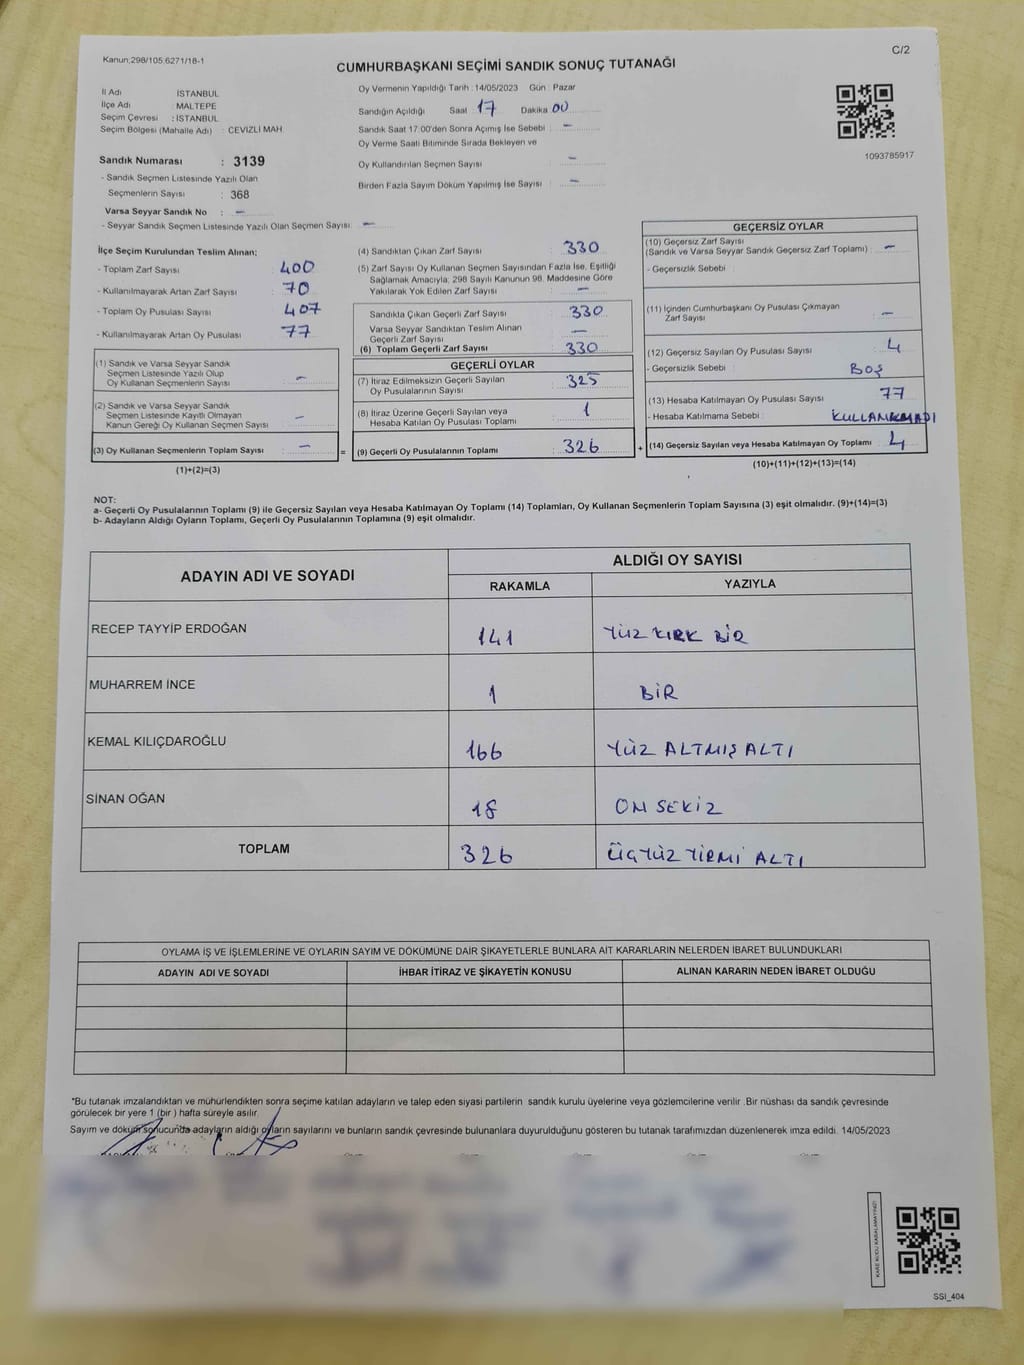 Kanun;298/105;6271/18-1
C/2
CUMHURBAŞKANI SEÇİMİ SANDIK SONUÇ TUTANAĞI
İl Adı : İSTANBUL
İlçe Adı : MALTEPE
Seçim Çevresi : İSTANBUL
Seçim Bölgesi (Mahalle Adı) : CEVİZLİ MAH.
Sandık Numarası : 3139
- Sandık Seçmen Listesinde Yazılı Olan
Seçmenlerin Sayısı : 368
Varsa Seyyar Sandık No : -
- Seyyar Sandık Seçmen Listesinde Yazılı Olan Seçmen Sayısı: -
Oy Vermenin Yapıldığı Tarih : 14/05/2023 Gün : Pazar
Sandığın Açıldığı Saat 17 Dakika 00
Sandık Saat 17:00'den Sonra Açılmış İse Sebebi : -
Oy Verme Saati Bitiminde Sırada Bekleyen ve
Oy Kullandırılan Seçmen Sayısı : -
Birden Fazla Sayım Döküm Yapılmış İse Sayısı : -
1093785917
İlçe Seçim Kurulundan Teslim Alınan;
- Toplam Zarf Sayısı : 400
- Kullanılmayarak Artan Zarf Sayısı : 70
- Toplam Oy Pusulası Sayısı : 407
- Kullanılmayarak Artan Oy Pusulası : 77
(1) Sandık ve Varsa Seyyar Sandık
Seçmen Listesinde Yazılı Olup
Oy Kullanan Seçmenlerin Sayısı : -
(2) Sandık ve Varsa Seyyar Sandık
Seçmen Listesinde Kayıtlı Olmayan
Kanun Gereği Oy Kullanan Seçmen Sayısı : -
(3) Oy Kullanan Seçmenlerin Toplam Sayısı : -
(1)+(2)=(3)
(4) Sandıktan Çıkan Zarf Sayısı : 330
(5) Zarf Sayısı Oy Kullanan Seçmen Sayısından Fazla İse, Eşitliği
Sağlamak Amacıyla; 298 Sayılı Kanunun 98. Maddesine Göre
Yakılarak Yok Edilen Zarf Sayısı : -
Sandıkla Çıkan Geçerli Zarf Sayısı : 330
Varsa Seyyar Sandıktan Teslim Alınan
Geçerli Zarf Sayısı : -
(6) Toplam Geçerli Zarf Sayısı : 330
GEÇERLİ OYLAR
(7) İtiraz Edilmeksizin Geçerli Sayılan
Oy Pusulasının Sayısı : 325
(8) İtiraz Üzerine Geçerli Sayılan veya
Hesaba Katılan Oy Pusulası Toplamı : 1
= (9) Geçerli Oy Pusulalarının Toplamı : 326 +
GEÇERSİZ OYLAR
(10) Geçersiz Zarf Sayısı
(Sandık ve Varsa Seyyar Sandık Geçersiz Zarf Toplamı) : -
- Geçersizlik Sebebi :
(11) İçinden Cumhurbaşkanı Oy Pusulası Çıkmayan
Zarf Sayısı : -
(12) Geçersiz Sayılan Oy Pusulası Sayısı : 4
- Geçersizlik Sebebi : BOŞ
(13) Hesaba Katılmayan Oy Pusulası Sayısı : 77
- Hesaba Katılmama Sebebi :
(14) Geçersiz Sayılan veya Hesaba Katılmayan Oy Toplamı : 4
(10)+(11)+(12)+(13)=(14)
NOT:
a- Geçerli Oy Pusulalarının Toplamı (9) ile Geçersiz Sayılan veya Hesaba Katılmayan Oy Toplamı (14) Toplamları, Oy Kullanan Seçmenlerin Toplam Sayısına (3) eşit olmalıdır. (9)+(14)=(3)
b- Adayların Aldığı Oyların Toplamı, Geçerli Oy Pusulalarının Toplamına (9) eşit olmalıdır.
ADAYIN ADI VE SOYADI ALDIĞI OY SAYISI
RAKAMLA YAZIYLA
RECEP TAYYİP ERDOĞAN 141 YÜZ KIRK BİR
MUHARREM İNCE 1 BİR
KEMAL KILIÇDAROĞLU 166 YÜZ ALTMIŞ ALTI
SİNAN OĞAN 18 ON SEKİZ
TOPLAM 326 ÜÇ YÜZ YİRMİ ALTI
OYLAMA İŞ VE İŞLEMLERİNE VE OYLARIN SAYIM VE DÖKÜMÜNE DAİR ŞİKAYETLERLE BUNLARA AİT KARARLARIN NELERDEN İBARET BULUNDUKLARI
ADAYIN ADI VE SOYADI İHBAR İTİRAZ VE ŞİKAYETİN KONUSU ALINAN KARARIN NEDEN İBARET OLDUĞU
*Bu tutanak imzalandıktan ve mühürlendikten sonra seçime katılan adayların ve talep eden siyasi partilerin sandık kurulu üyelerine veya gözlemcilerine verilir .Bir nüshası da sandık çevresinde
görülecek bir yere 1 (bir ) hafta süreyle asılır.
Sayım ve döküm sonucunda adayların aldığı oyların sayılarını ve bunların sandık çevresinde bulunanlara duyurulduğunu gösteren bu tutanak tarafımızdan düzenlenerek imza edildi. 14/05/2023
KARE KODU KARALAMAYINIZ!
SSI_404